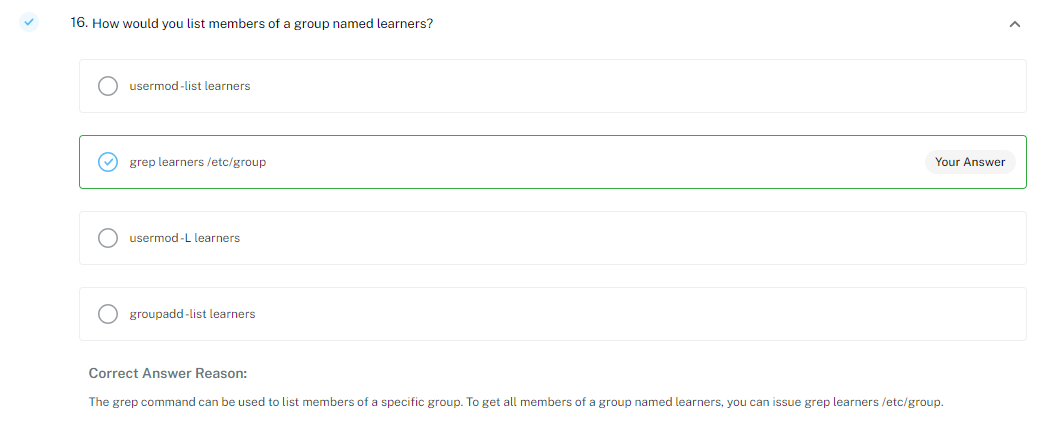 16. How would you list members of a group named learners?
usermod -list learners
grep learners /etc/group
Your Answer
usermod -L learners
groupadd -list learners
Correct Answer Reason:
The grep command can be used to list members of a specific group. To get all members of a group named learners, you can issue grep learners /etc/group.